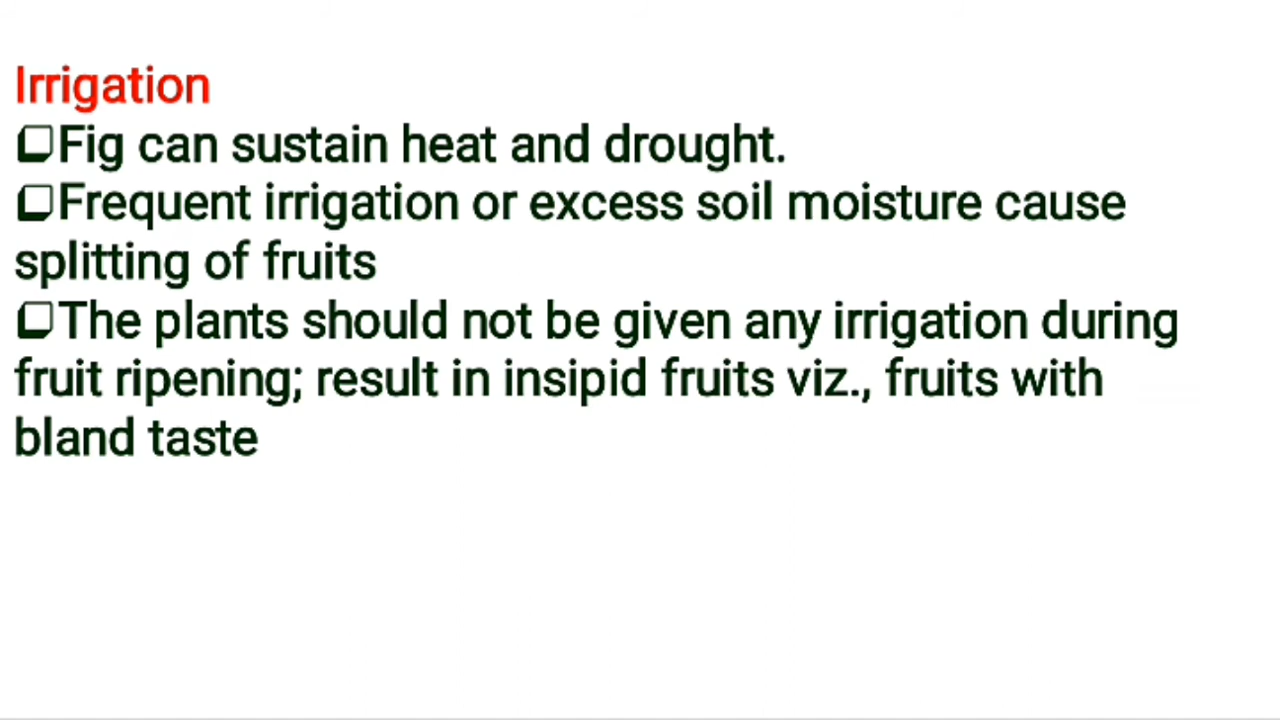 Irrigation
❑Fig can sustain heat and drought.
❑Frequent irrigation or excess soil moisture cause
splitting of fruits
❑The plants should not be given any irrigation during
fruit ripening; result in insipid fruits viz., fruits with
bland taste